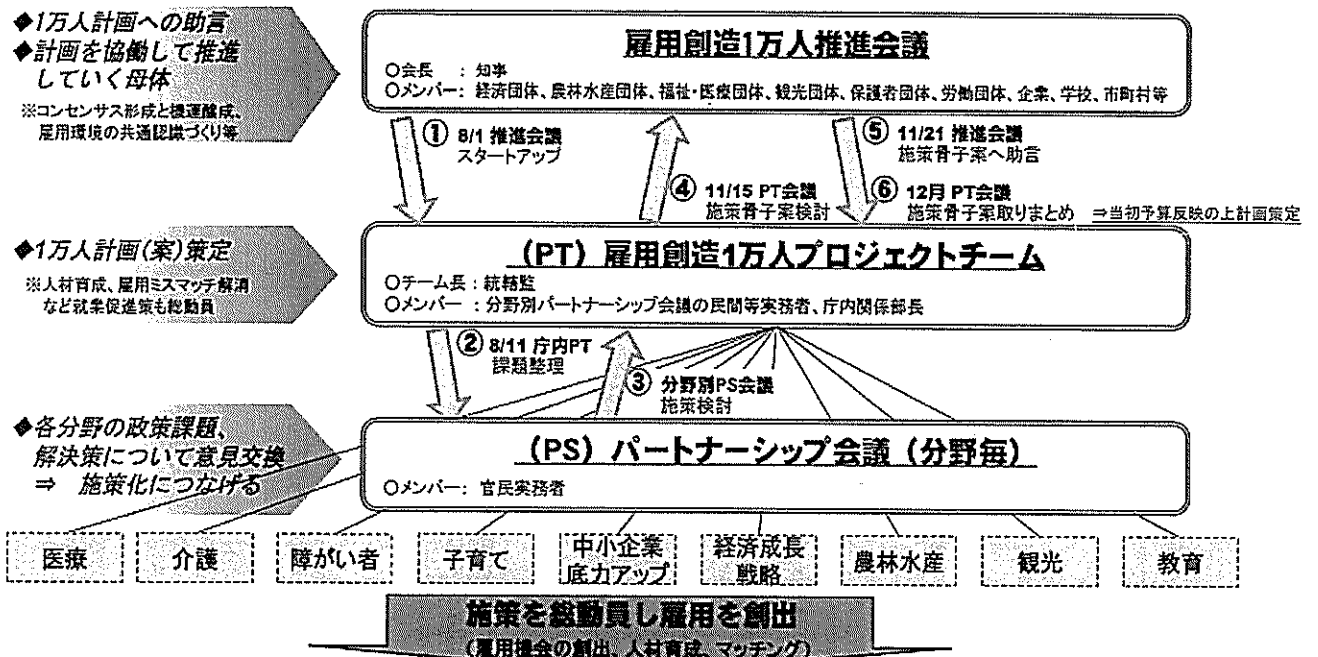 ◆1万人計画への助言
◆計画を協働して推進
していく母体
※コンセンサス形成と機運醸成、
雇用環境の共通認識づくり等
雇用創造1万人推進会議
○会長 : 知事
○メンバー: 経済団体、農林水産団体、福祉・医療団体、観光団体、保護者団体、労働団体、企業、学校、市町村等
① 8/1 推進会議
スタートアップ
④ 11/15 PT会議
施策骨子案検討
⑤ 11/21 推進会議
施策骨子案へ助言
⑥ 12月 PT会議
施策骨子案取りまとめ ⇒当初予算反映の上計画策定
◆1万人計画(案)策定
※人材育成、雇用ミスマッチ解消
など就業促進策も総動員
(PT) 雇用創造1万人プロジェクトチーム
○チーム長: 統轄監
○メンバー : 分野別パートナーシップ会議の民間等実務者、庁内関係部長
② 8/11 庁内PT
課題整理
③ 分野別PS会議
施策検討
◆各分野の政策課題、
解決策について意見交換
⇒ 施策化につなげる
(PS) パートナーシップ会議(分野毎)
○メンバー: 官民実務者
医療
介護
障がい者
子育て
中小企業
底力アップ
経済成長
戦略
農林水産
観光
教育
施策を総動員し雇用を創出
(雇用機会の創出、人材育成、マッチング)